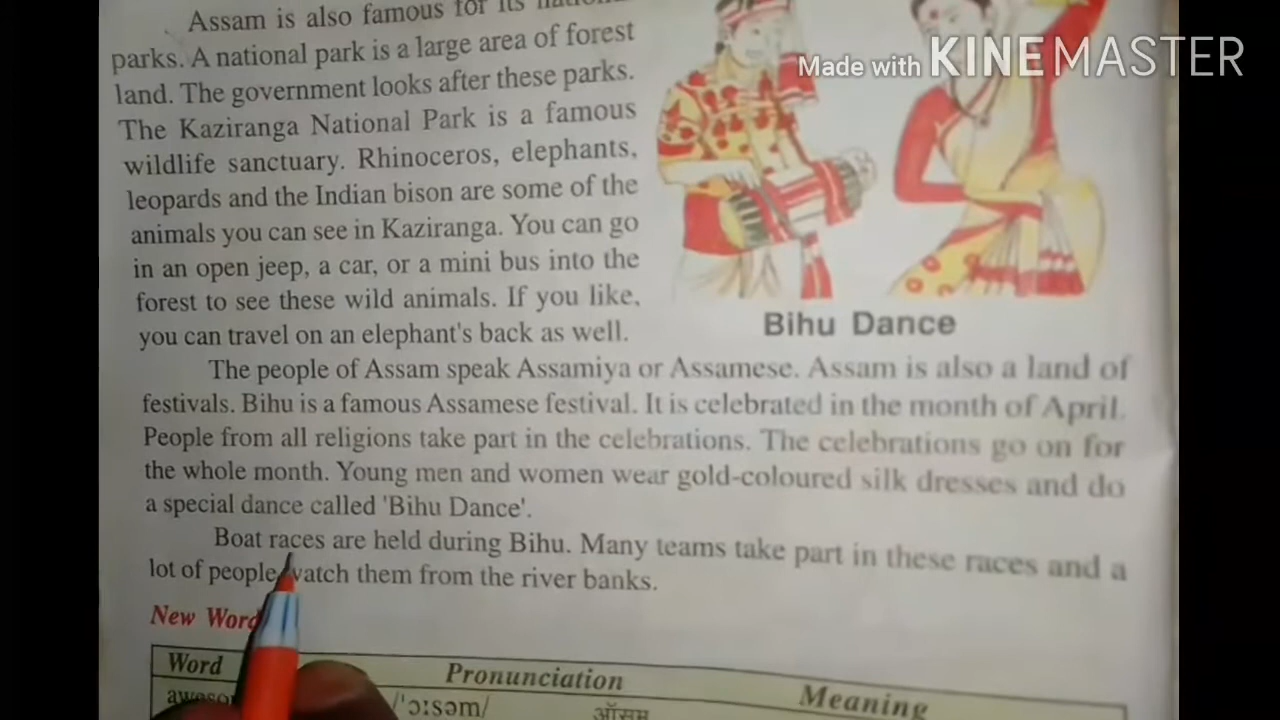 Assam is also famous for its
parks. A national park is a large area of forest
land. The government looks after these parks.
The Kaziranga National Park is a famous
wildlife sanctuary. Rhinoceros, elephants,
leopards and the Indian bison are some of the
animals you can see in Kaziranga. You can go
in an open jeep, a car, or a mini bus into the
forest to see these wild animals. If you like,
you can travel on an elephant's back as well.
Made with KINEMASTER
Bihu Dance
The people of Assam speak Assamiya or Assamese. Assam is also a land of
festivals. Bihu is a famous Assamese festival. It is celebrated in the month of April.
People from all religions take part in the celebrations. The celebrations go on for
the whole month. Young men and women wear gold-coloured silk dresses and do
a special dance called 'Bihu Dance'.
Boat races are held during Bihu. Many teams take part in these races and a
lot of people watch them from the river banks.
New
Word Pronunciation Meaning
/ˈɔːsəm/ ऑसम